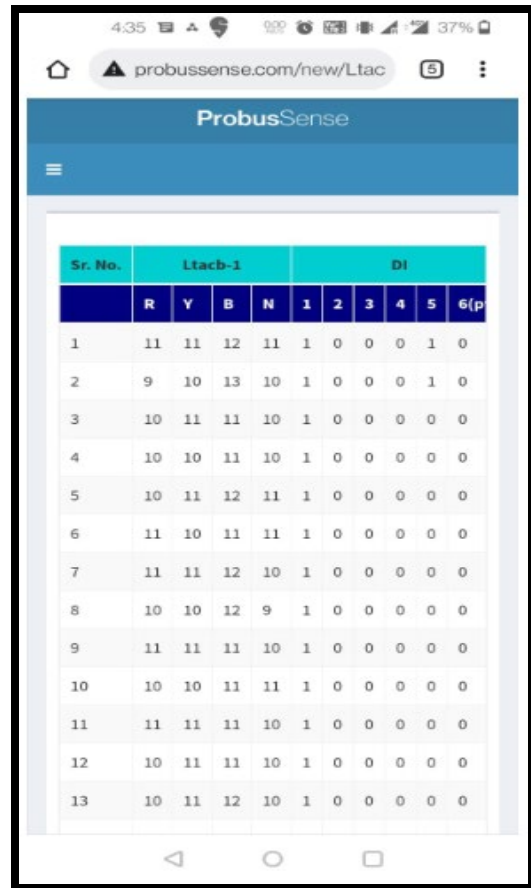 4:35 37%
probussense.com/new/Ltac 5
ProbusSense
Sr. No. Ltacb-1 DI
R Y B N 1 2 3 4 5 6(p
1 11 11 12 11 1 0 0 0 1 0
2 9 10 13 10 1 0 0 0 1 0
3 10 11 11 10 1 0 0 0 0 0
4 10 10 11 10 1 0 0 0 0 0
5 10 11 12 11 1 0 0 0 0 0
6 11 10 11 11 1 0 0 0 0 0
7 11 11 12 10 1 0 0 0 0 0
8 10 10 12 9 1 0 0 0 0 0
9 11 11 11 10 1 0 0 0 0 0
10 10 10 11 11 1 0 0 0 0 0
11 11 11 11 10 1 0 0 0 0 0
12 10 11 11 10 1 0 0 0 0 0
13 10 11 12 10 1 0 0 0 0 0